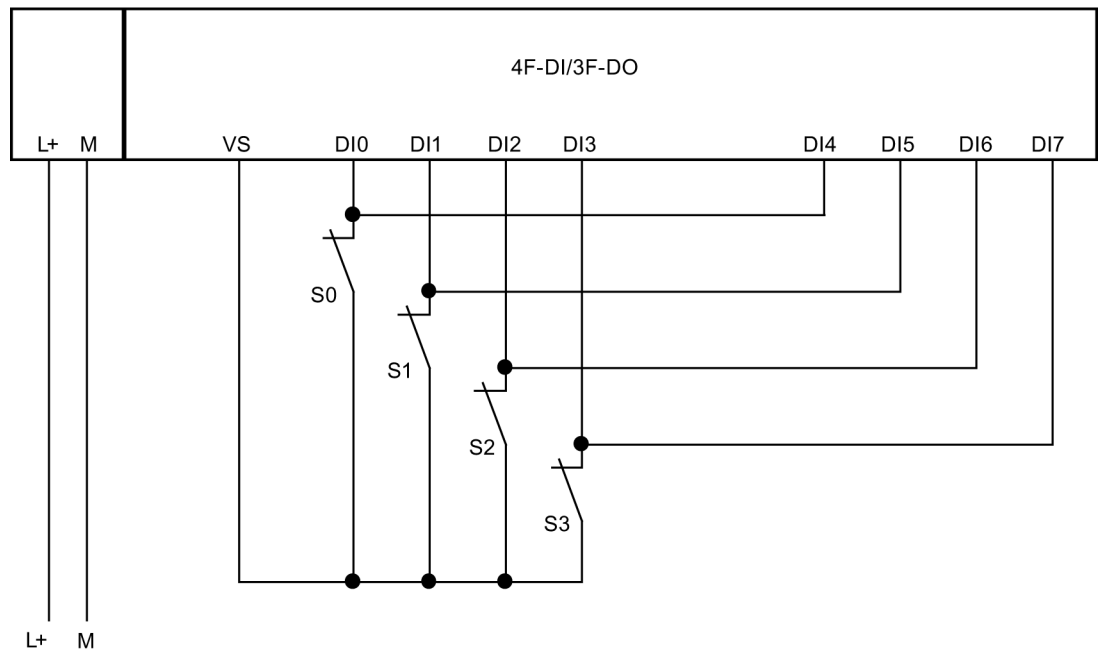 4F-DI/3F-DO
L+ M VS DI0 DI1 DI2 DI3 DI4 DI5 DI6 DI7
S0
S1
S2
S3
L+ M